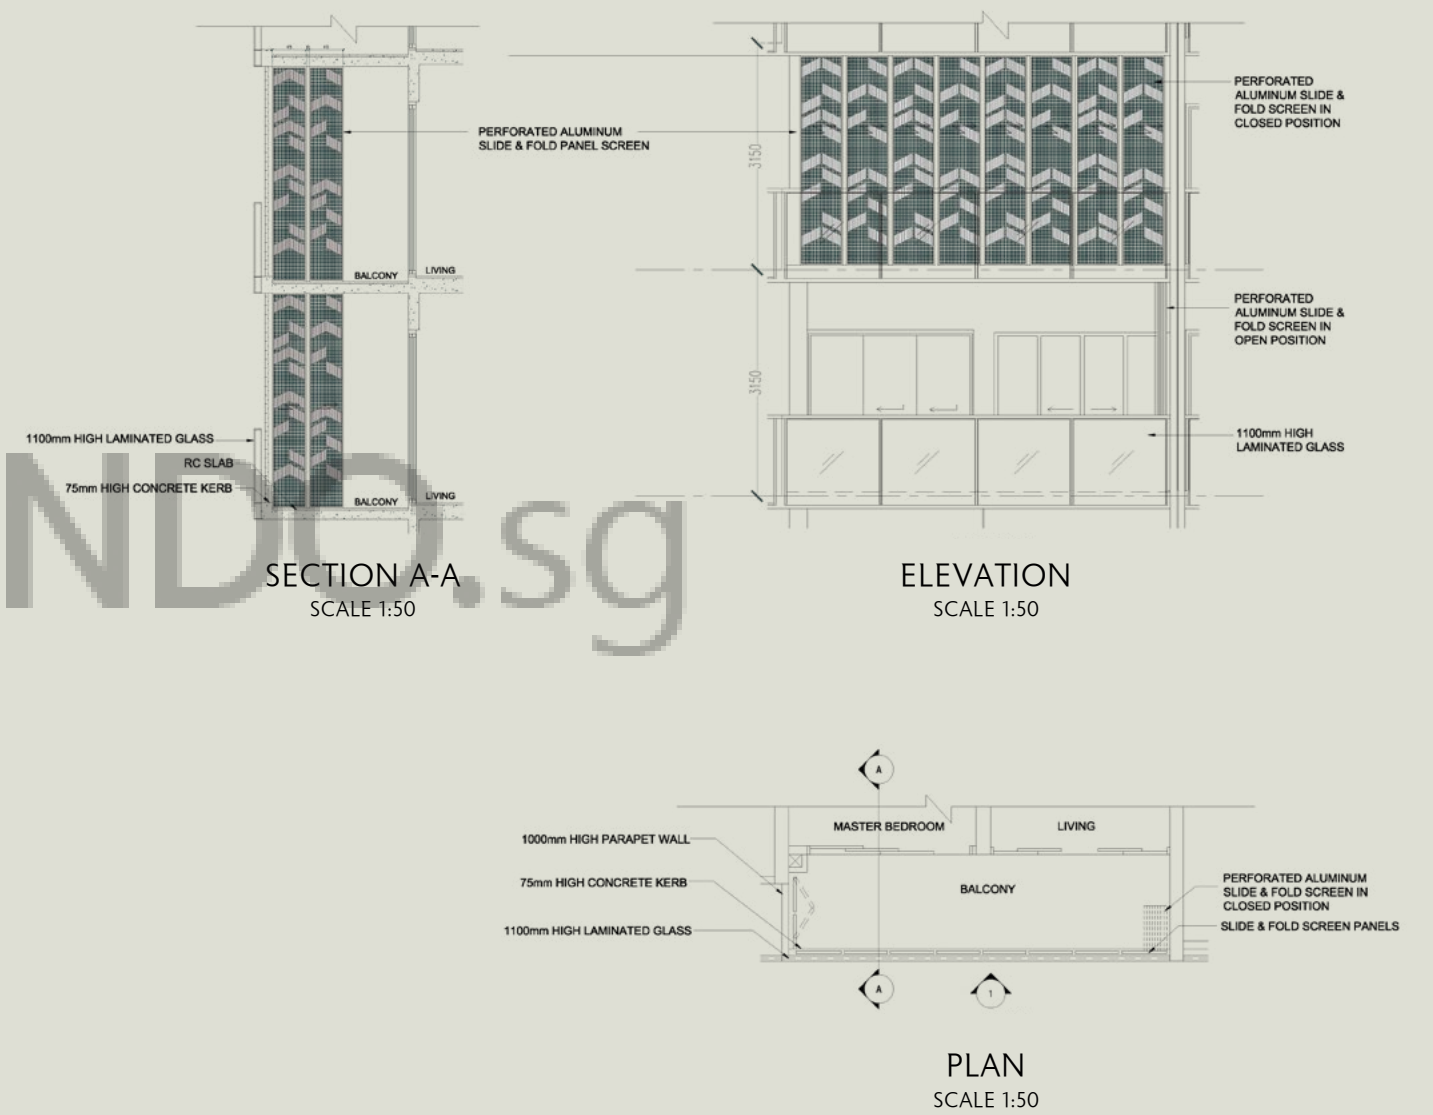 PERFORATED ALUMINUM
SLIDE & FOLD PANEL SCREEN
BALCONY
LIVING
1100mm HIGH LAMINATED GLASS
RC SLAB
75mm HIGH CONCRETE KERB
BALCONY
LIVING
NDO.sg
SECTION A-A
SCALE 1:50
3150
3150
PERFORATED
ALUMINUM SLIDE &
FOLD SCREEN IN
CLOSED POSITION
PERFORATED
ALUMINUM SLIDE &
FOLD SCREEN IN
OPEN POSITION
1100mm HIGH
LAMINATED GLASS
ELEVATION
SCALE 1:50
A
MASTER BEDROOM
LIVING
1000mm HIGH PARAPET WALL
75mm HIGH CONCRETE KERB
1100mm HIGH LAMINATED GLASS
BALCONY
PERFORATED ALUMINUM
SLIDE & FOLD SCREEN IN
CLOSED POSITION
SLIDE & FOLD SCREEN PANELS
A
1
PLAN
SCALE 1:50